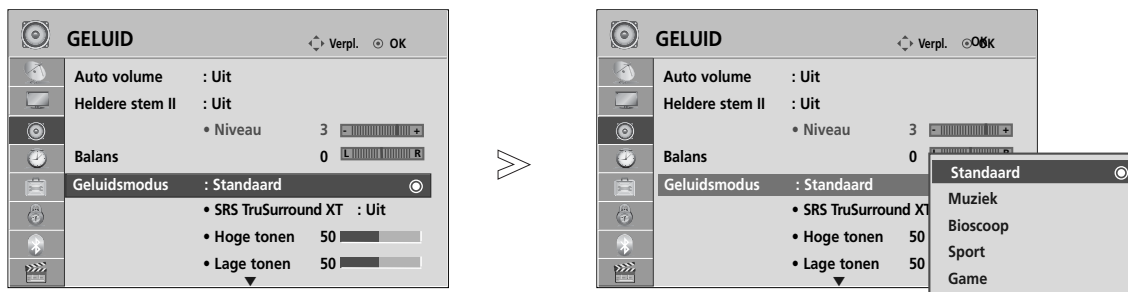 GELUID Verpl. OK
Auto volume : Uit
Heldere stem II : Uit
• Niveau 3 - +
Balans 0 L R
Geluidsmodus : Standaard
• SRS TruSurround XT : Uit
• Hoge tonen 50
• Lage tonen 50
GELUID Verpl. OK
Auto volume : Uit
Heldere stem II : Uit
• Niveau 3 - +
Balans 0
Geluidsmodus : Standaard
• SRS TruSurround XT
• Hoge tonen 50
• Lage tonen 50
Standaard
Muziek
Bioscoop
Sport
Game